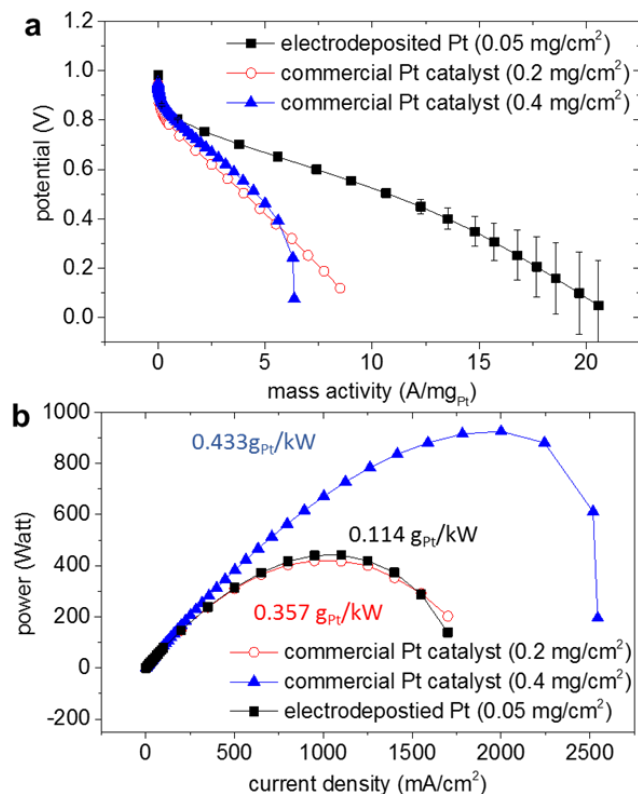 a
electrodeposited Pt (0.05 mg/cm²)
commercial Pt catalyst (0.2 mg/cm²)
commercial Pt catalyst (0.4 mg/cm²)
1.2
1.0
0.8
0.6
0.4
0.2
0.0
potential (V)
0 5 10 15 20
mass activity (A/mg_Pt)
b
1000
800
600
400
200
0
-200
power (Watt)
0.433g_Pt/kW
0.114 g_Pt/kW
0.357 g_Pt/kW
commercial Pt catalyst (0.2 mg/cm²)
commercial Pt catalyst (0.4 mg/cm²)
electrodepostied Pt (0.05 mg/cm²)
0 500 1000 1500 2000 2500
current density (mA/cm²)